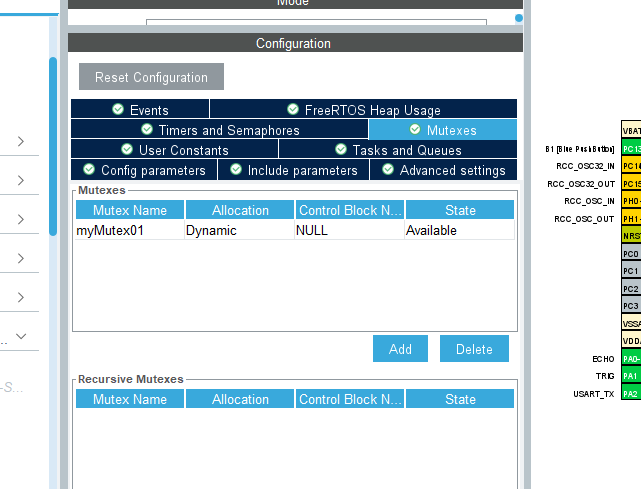 Mode
Configuration
Reset Configuration
Events
FreeRTOS Heap Usage
Timers and Semaphores
Mutexes
User Constants
Tasks and Queues
Config parameters
Include parameters
Advanced settings
Mutexes
Mutex Name Allocation Control Block N... State
myMutex01 Dynamic NULL Available
Add
Delete
Recursive Mutexes
Mutex Name Allocation Control Block N... State
...
-S...
VBAT
B1 [Blue PushButton] PC13
RCC_OSC32_IN PC14
RCC_OSC32_OUT PC15
RCC_OSC_IN PH0-
RCC_OSC_OUT PH1-
NRST
PC0
PC1
PC2
PC3
VSSA
VDDA
ECHO PA0-
TRIG PA1
USART_TX PA2